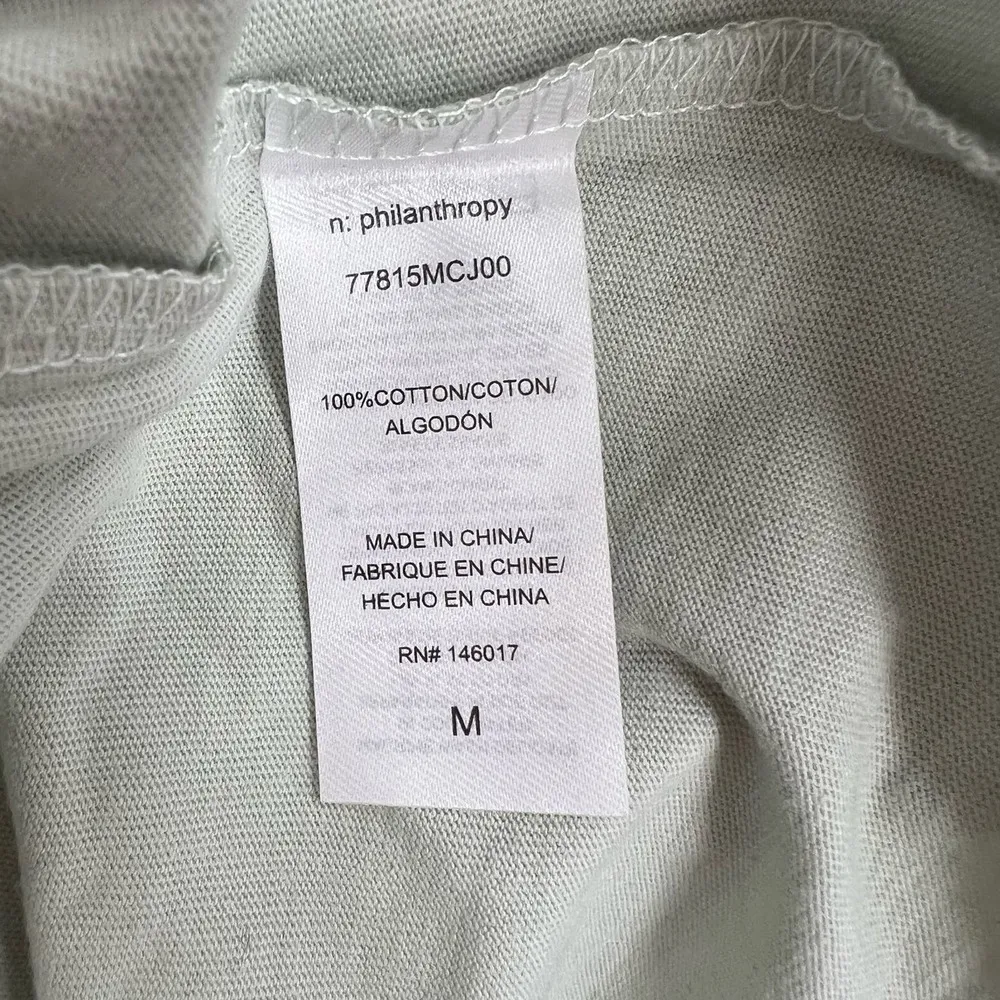 n: philanthropy
77815MCJ00
100%COTTON/COTON/
ALGODÓN
MADE IN CHINA/
FABRIQUE EN CHINE/
HECHO EN CHINA
RN# 146017
M